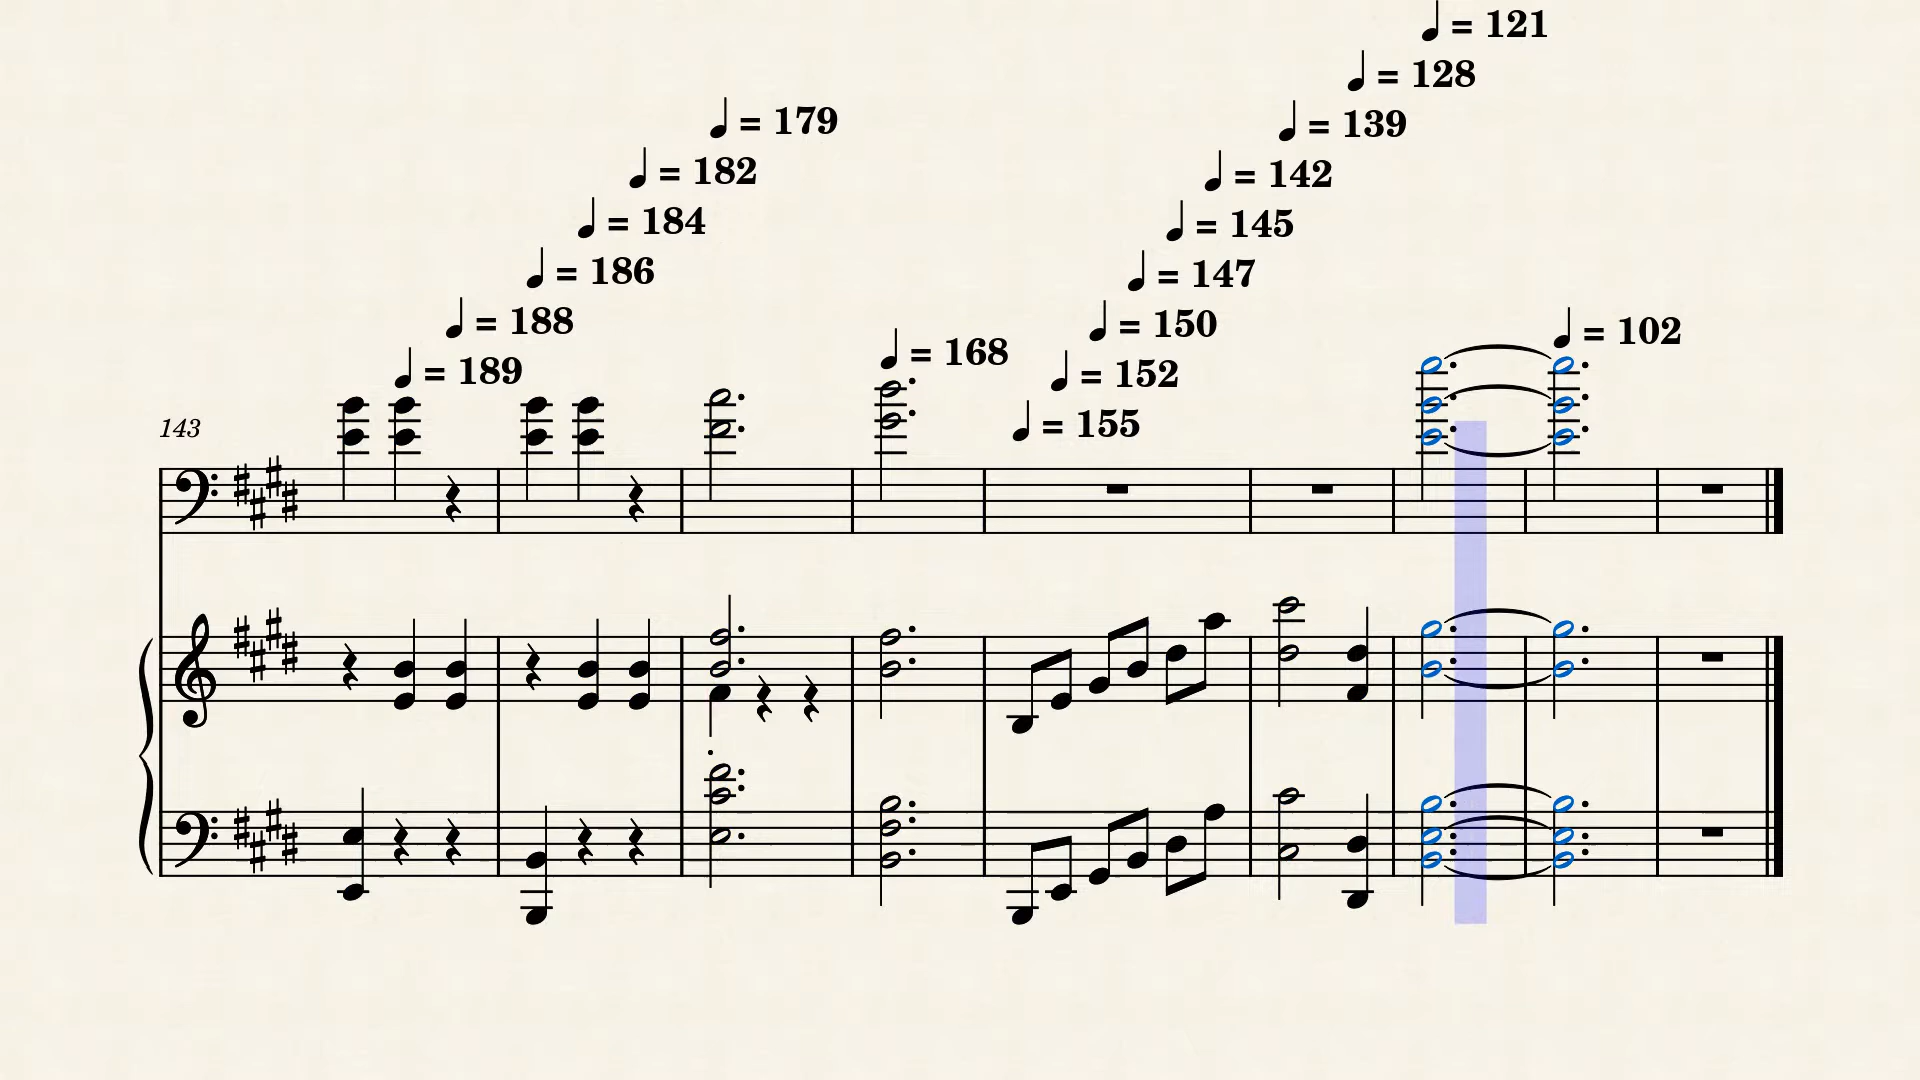 ♩ = 121
♩ = 128
♩ = 179
♩ = 139
♩ = 182
♩ = 142
♩ = 184
♩ = 145
♩ = 186
♩ = 147
♩ = 188
♩ = 150
♩ = 102
♩ = 168
♩ = 189
♩ = 152
♩ = 155
143